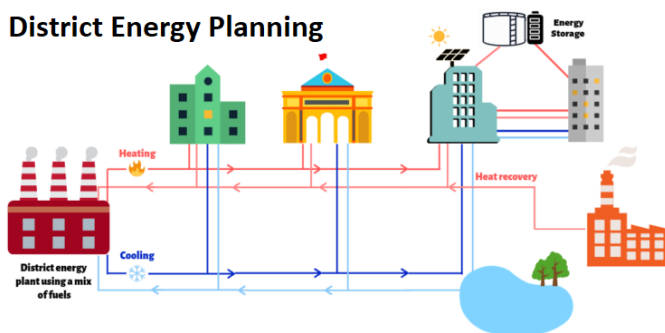 District Energy Planning
Energy
Storage
Heating
Heat recovery
Cooling
District energy
plant using a mix
of fuels